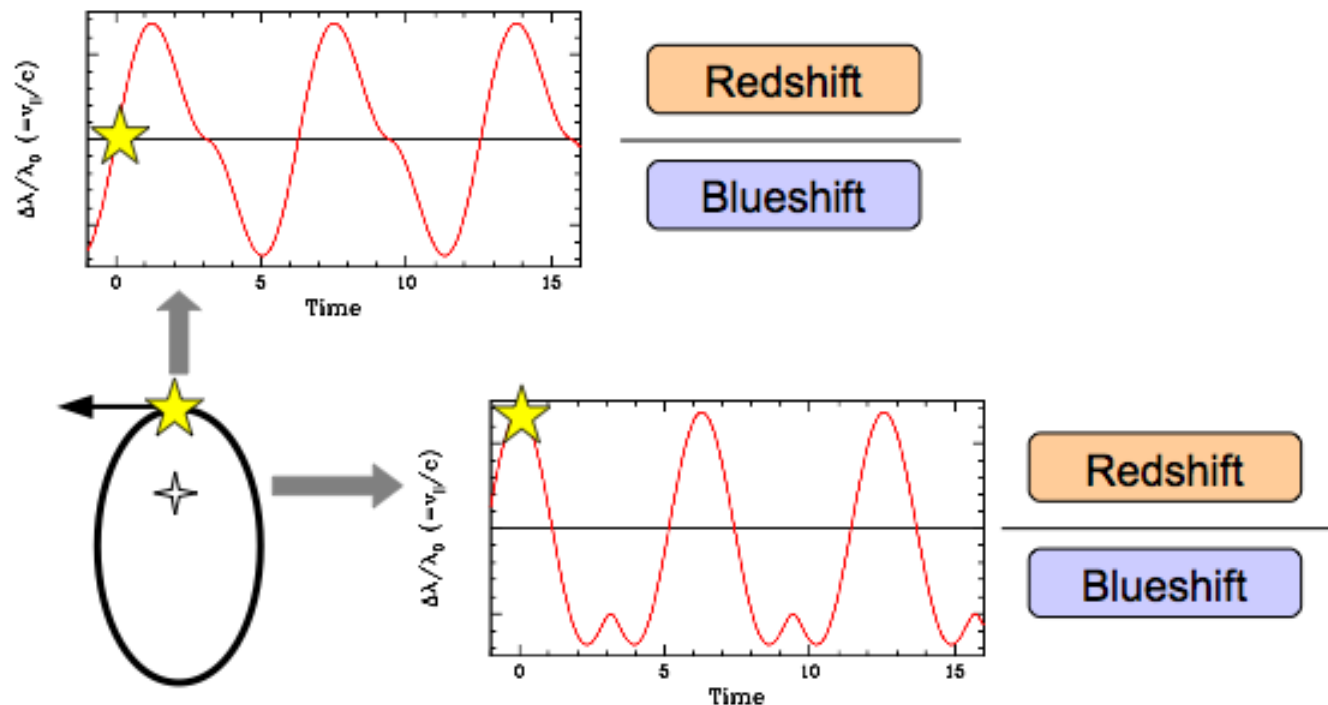 Δλ/λ₀ (=v||/c)
0 5 10 15
Time
Redshift
Blueshift
Δλ/λ₀ (=v||/c)
0 5 10 15
Time
Redshift
Blueshift